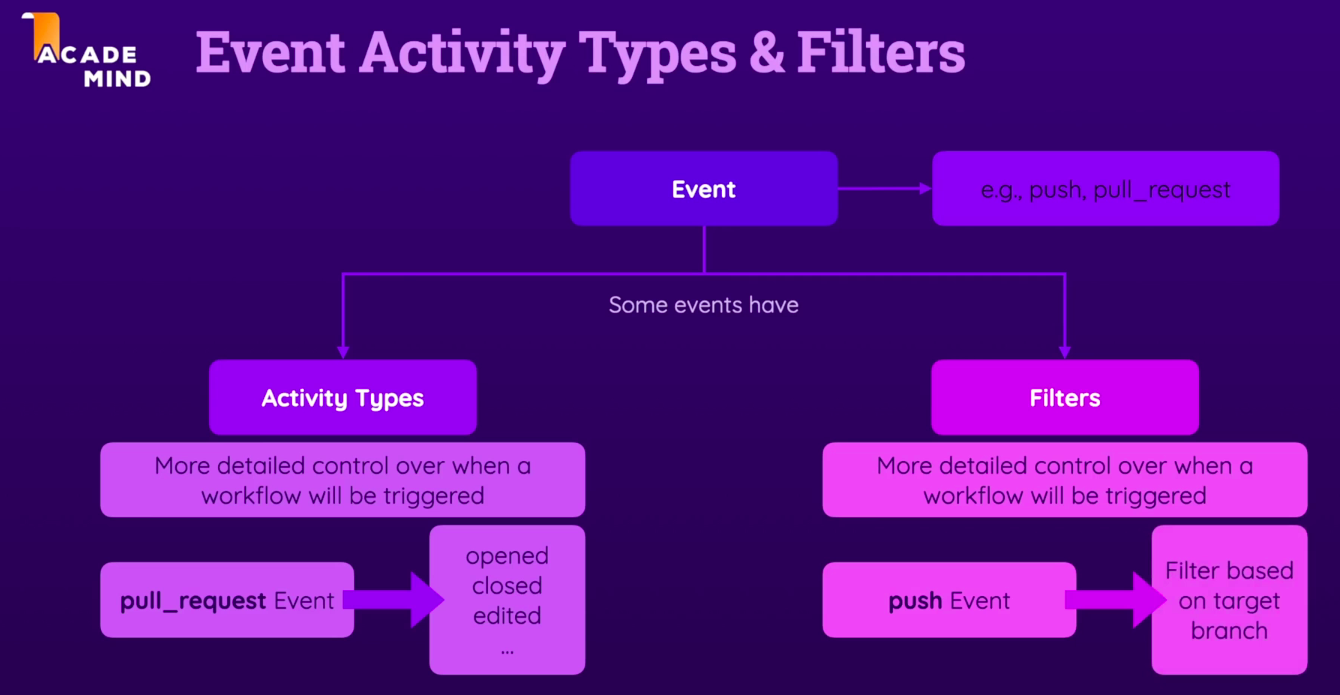 ACADE
MIND
Event Activity Types & Filters
Event
e.g., push, pull_request
Some events have
Activity Types
More detailed control over when a
workflow will be triggered
pull_request Event
opened
closed
edited
...
Filters
More detailed control over when a
workflow will be triggered
push Event
Filter based
on target
branch